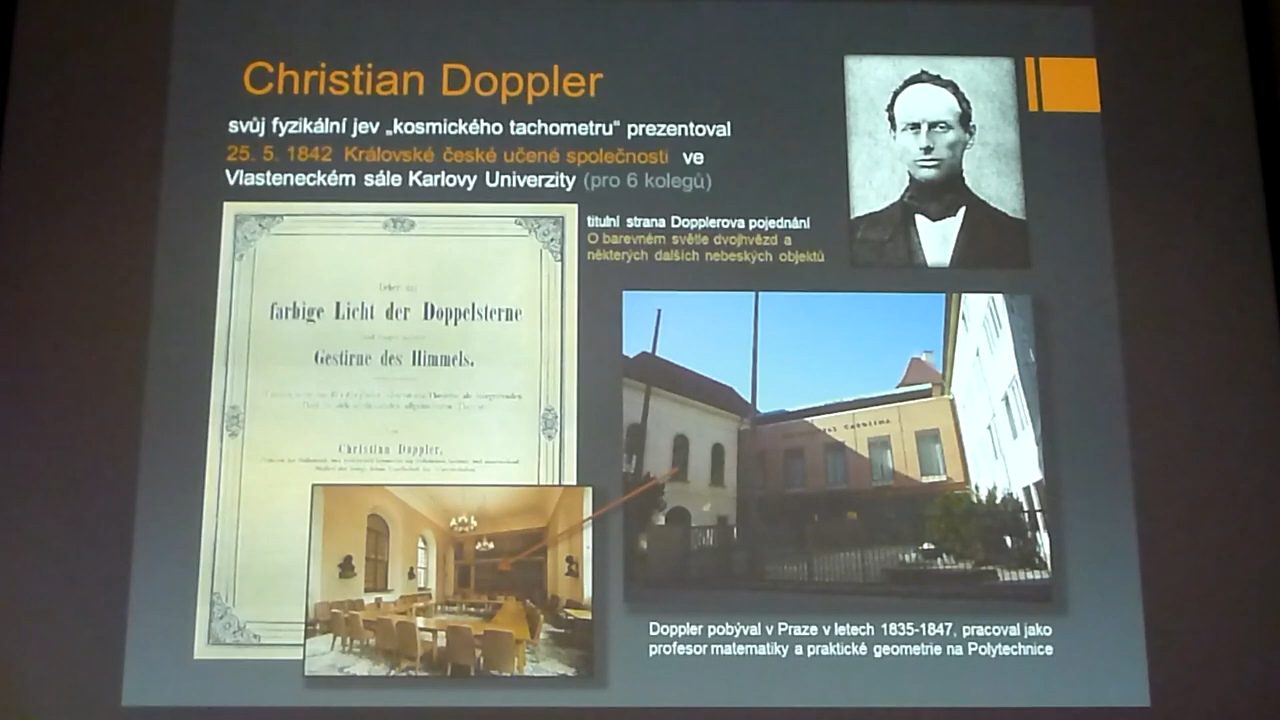 Christian Doppler
svůj fyzikální jev „kosmického tachometru“ prezentoval
25. 5. 1842 Královské české učené společnosti ve
Vlasteneckém sále Karlovy Univerzity (pro 6 kolegů)
titulní strana Dopplerova pojednání
O barevném světle dvojhvězd a
některých dalších nebeských objektů
farbige Licht der Doppelsterne
Gestirne des Himmels.
Christian Doppler,
CAROLINA
Doppler pobýval v Praze v letech 1835-1847, pracoval jako
profesor matematiky a praktické geometrie na Polytechnice